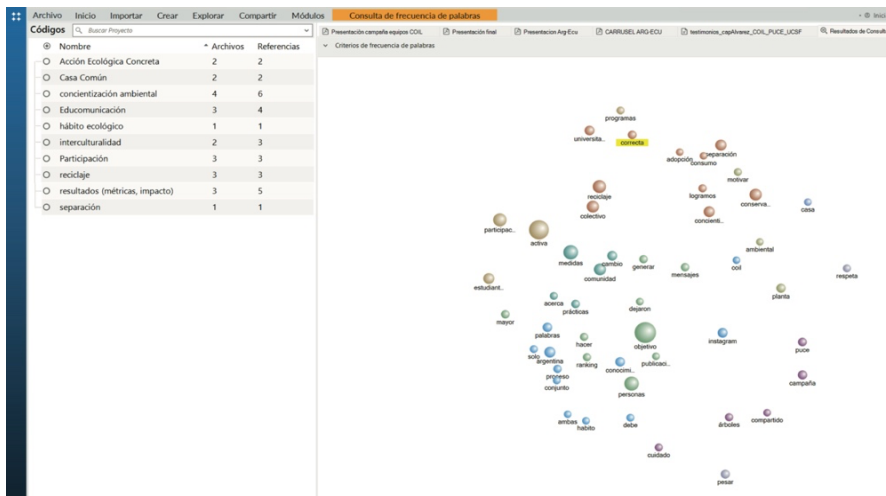 Archivo Inicio Importar Crear Explorar Compartir Módulos Consulta de frecuencia de palabras
Códigos Buscar Proyecto
Presentación campaña equipos COIL Presentación final Presentacion Arg-Ecu CARRUSEL ARG-ECU testimonios_capAlvarez_COIL_PUCE_UCSF Resultados de Consulta
Criterios de frecuencia de palabras
Nombre Archivos Referencias
Acción Ecológica Concreta 2 2
Casa Común 2 2
concientización ambiental 4 6
Educomunicación 3 4
hábito ecológico 1 1
interculturalidad 2 3
Participación 3 3
reciclaje 3 3
resultados (métricas, impacto) 3 5
separación 1 1
programas
universita..
correcta
adopción
separación
consumo
motivar
reciclaje
logramos
conserva..
casa
colectivo
concienti..
participac..
activa
ambiental
medidas
cambio
generar
mensajes
coil
respeta
comunidad
estudiant..
planta
acerca
prácticas
dejaron
mayor
palabras
hacer
objetivo
instagram
puce
solo
argentina
ranking
conocimi..
publicaci..
proceso
conjunto
personas
campaña
ambas
habito
debe
árboles
compartido
cuidado
pesar